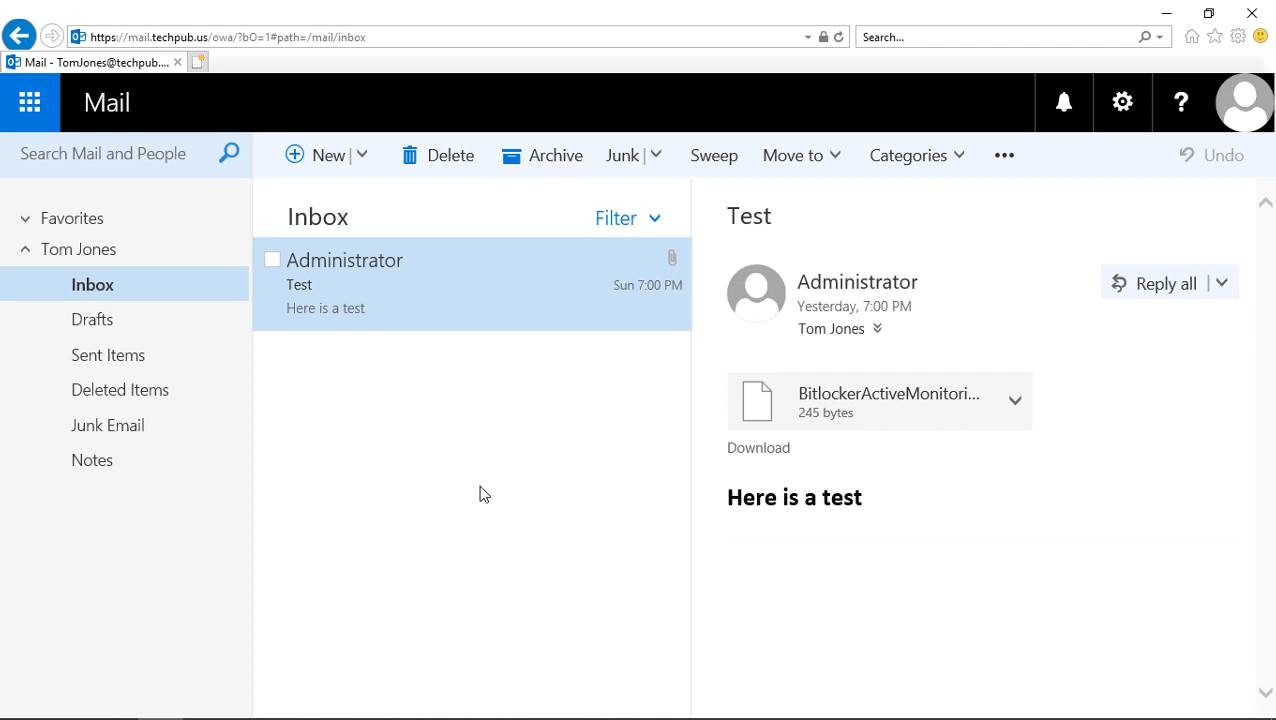 https://mail.techpub.us/owa/?bO=1#path=/mail/inbox
Search...
Mail - TomJones@techpub....
Mail
?
Search Mail and People
New
Delete
Archive
Junk
Sweep
Move to
Categories
•••
Undo
Favorites
Tom Jones
Inbox
Drafts
Sent Items
Deleted Items
Junk Email
Notes
Inbox
Filter
Administrator
Test
Sun 7:00 PM
Here is a test
Test
Administrator
Yesterday, 7:00 PM
Tom Jones
Reply all
BitlockerActiveMonitori...
245 bytes
Download
Here is a test